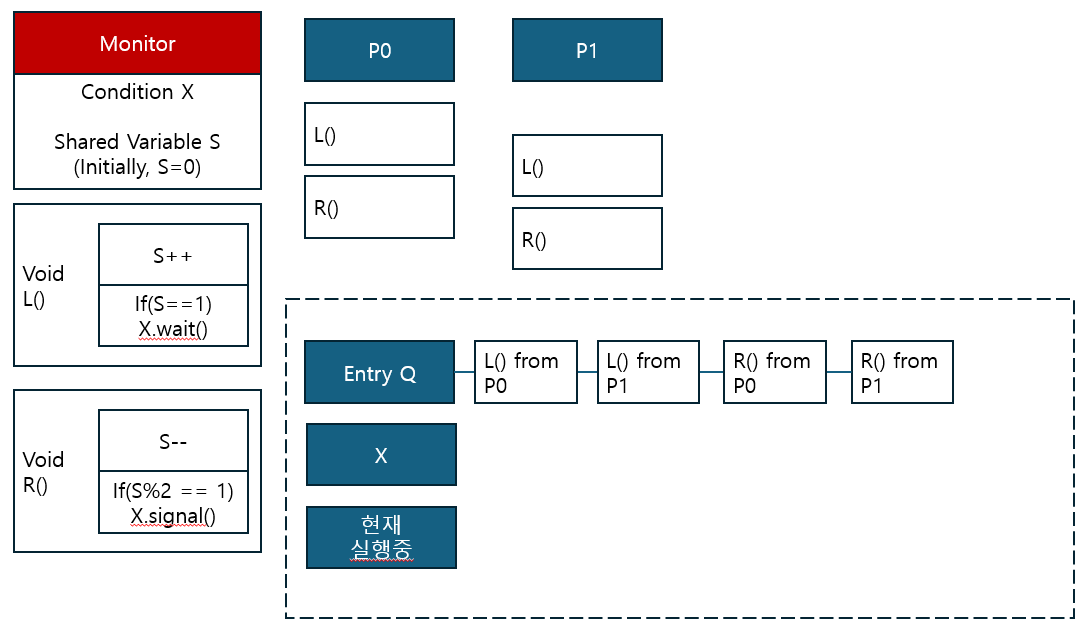 Monitor
Condition X
Shared Variable S
(Initially, S=0)
Void
L()
S++
If(S==1)
X.wait()
Void
R()
S--
If(S%2 == 1)
X.signal()
P0
L()
R()
P1
L()
R()
Entry Q
L() from
P0
L() from
P1
R() from
P0
R() from
P1
X
현재
실행중